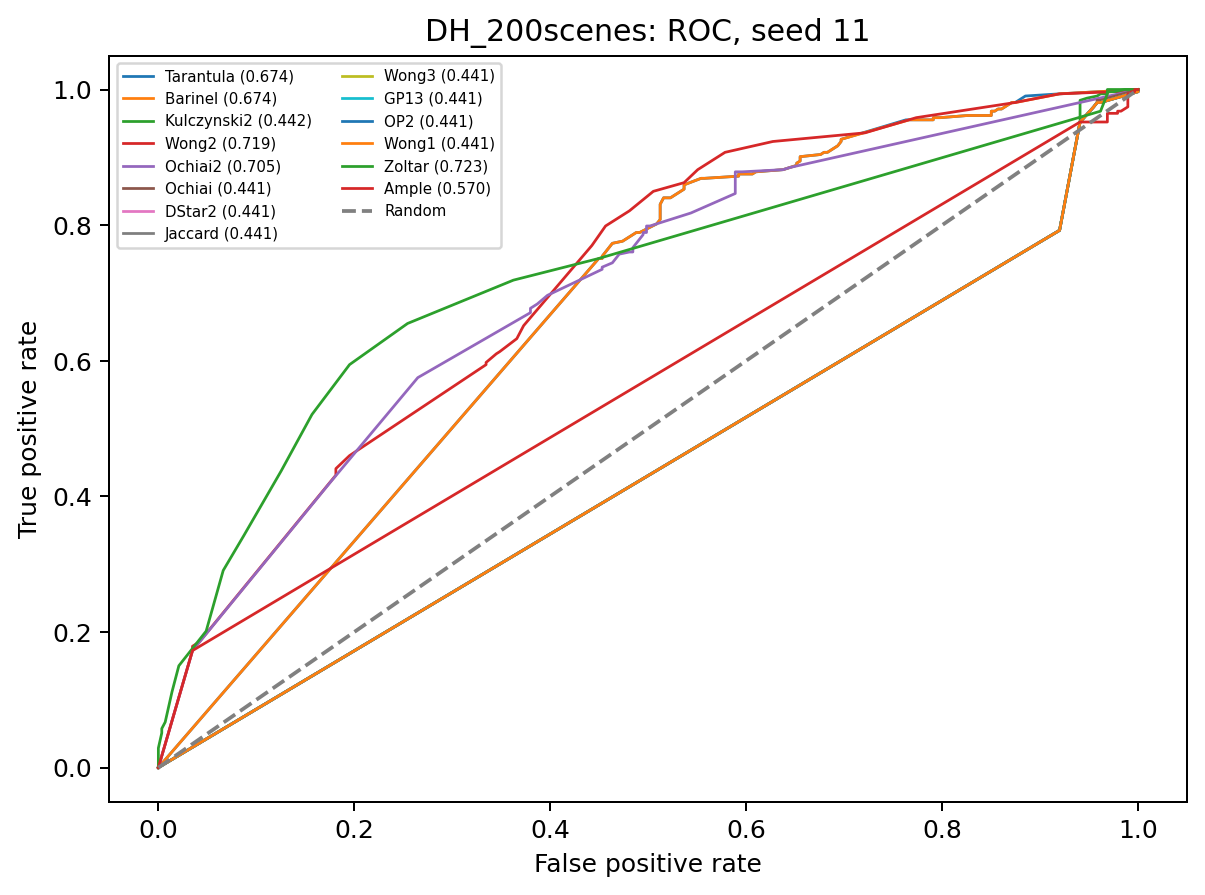 DH_200scenes: ROC, seed 11
Tarantula (0.674)
Barinel (0.674)
Kulczynski2 (0.442)
Wong2 (0.719)
Ochiai2 (0.705)
Ochiai (0.441)
DStar2 (0.441)
Jaccard (0.441)
Wong3 (0.441)
GP13 (0.441)
OP2 (0.441)
Wong1 (0.441)
Zoltar (0.723)
Ample (0.570)
Random
True positive rate
1.0
0.8
0.6
0.4
0.2
0.0
0.0 0.2 0.4 0.6 0.8 1.0
False positive rate